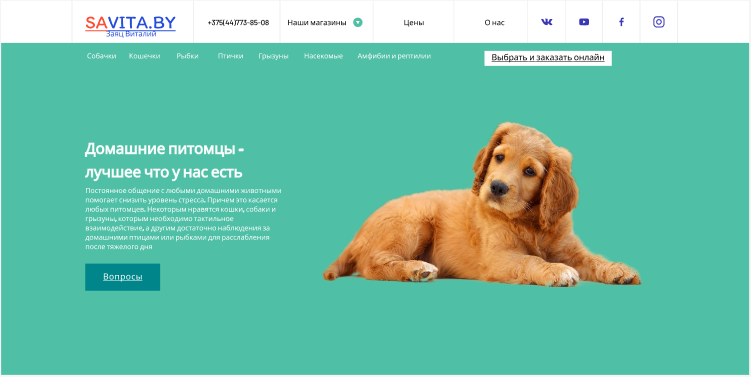 SAVITA.BY
Заяц Виталий
+375(44)773-85-08
Наши магазины
Цены
О нас
Собачки Кошечки Рыбки Птички Грызуны Насекомые Амфибии и рептилии
Выбрать и заказать онлайн
Домашние питомцы -
лучшее что у нас есть
Постоянное общение с любыми домашними животными
помогает снизить уровень стресса. Причем это касается
любых питомцев. Некоторым нравятся кошки, собаки и
грызуны, которым необходимо тактильное
взаимодействие, а другим достаточно наблюдения за
домашними птицами или рыбками для расслабления
после тяжелого дня
Вопросы